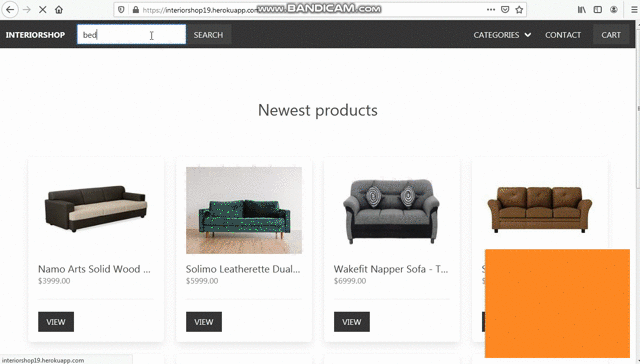 https://interiorshop19.herokuapp.com
www.BANDICAM.com
INTERIORSHOP
bed
SEARCH
CATEGORIES
CONTACT
CART
Newest products
Namo Arts Solid Wood ...
$3999.00
VIEW
Solimo Leatherette Dual...
$5999.00
VIEW
Wakefit Napper Sofa - T...
$6999.00
VIEW
interiorshop19.herokuapp.com